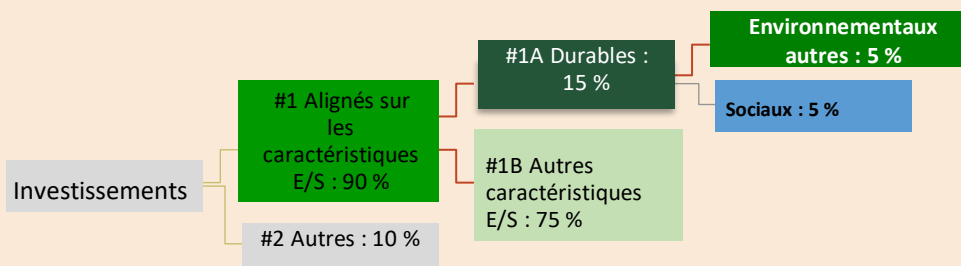 Investissements
#1 Alignés sur
les
caractéristiques
E/S : 90 %
#2 Autres : 10 %
#1A Durables :
15 %
#1B Autres
caractéristiques
E/S : 75 %
Environnementaux
autres : 5 %
Sociaux : 5 %